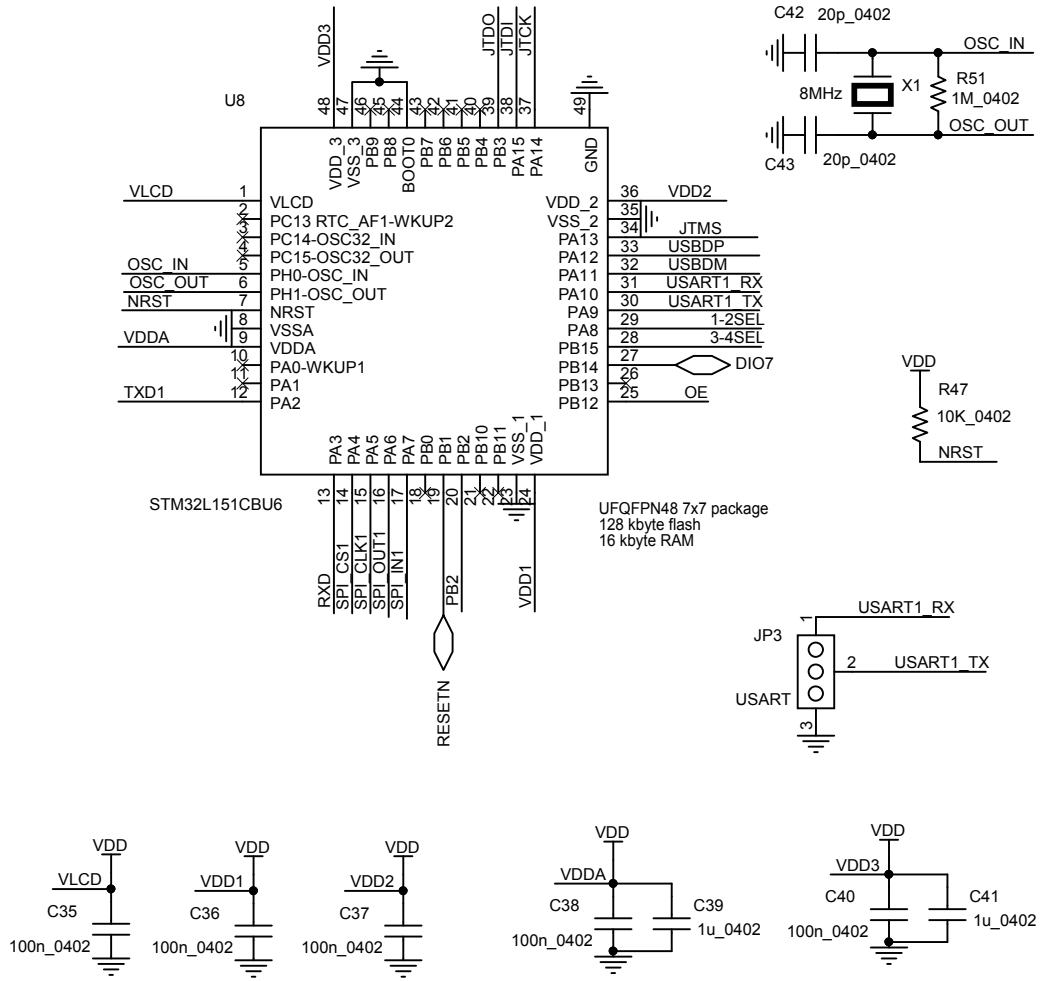 C42 20p_0402
OSC_IN
R51
1M_0402
8MHz X1
OSC_OUT
C43 20p_0402
VDD3
JTDO
JTDI
JTCK
U8
48
47
46
45
44
43
42
41
40
39
38
37
49
VDD_3
VSS_3
PB9
PB8
BOOT0
PB7
PB6
PB5
PB4
PB3
PA15
PA14
GND
VLCD 1 VLCD
2 PC13 RTC_AF1-WKUP2
3 PC14-OSC32_IN
4 PC15-OSC32_OUT
OSC_IN 5 PH0-OSC_IN
OSC_OUT 6 PH1-OSC_OUT
NRST 7 NRST
8 VSSA
VDDA 9 VDDA
10 PA0-WKUP1
11 PA1
TXD1 12 PA2
VDD_2 36 VDD2
VSS_2 35
PA13 34 JTMS
PA12 33 USBDP
PA11 32 USBDM
PA10 31 USART1_RX
PA9 30 USART1_TX
PA8 29 1-2SEL
PB15 28 3-4SEL
PB14 27 DIO7
PB13 26
PB12 25 OE
PA3
PA4
PA5
PA6
PA7
PB0
PB1
PB2
PB10
PB11
VSS_1
VDD_1
13
14
15
16
17
18
19
20
21
22
23
24
RXD
SPI_CS1
SPI_CLK1
SPI_OUT1
SPI_IN1
RESETN
PB2
VDD1
STM32L151CBU6
UFQFPN48 7x7 package
128 kbyte flash
16 kbyte RAM
VDD
R47
10K_0402
NRST
JP3
1 USART1_RX
2 USART1_TX
USART
3
VDD
VLCD
C35
100n_0402
VDD
VDD1
C36
100n_0402
VDD
VDD2
C37
100n_0402
VDD
VDDA
C38
100n_0402
C39
1u_0402
VDD
VDD3
C40
100n_0402
C41
1u_0402